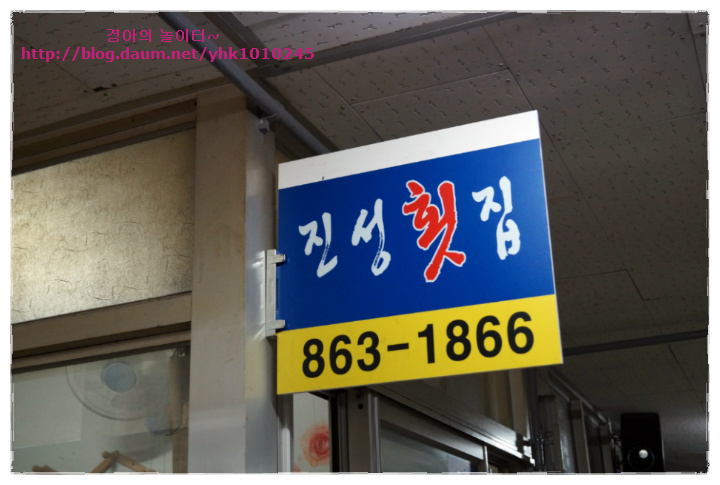 경아의 놀이터~
http://blog.daum.net/yhk1010245
진성횟집
863-1866